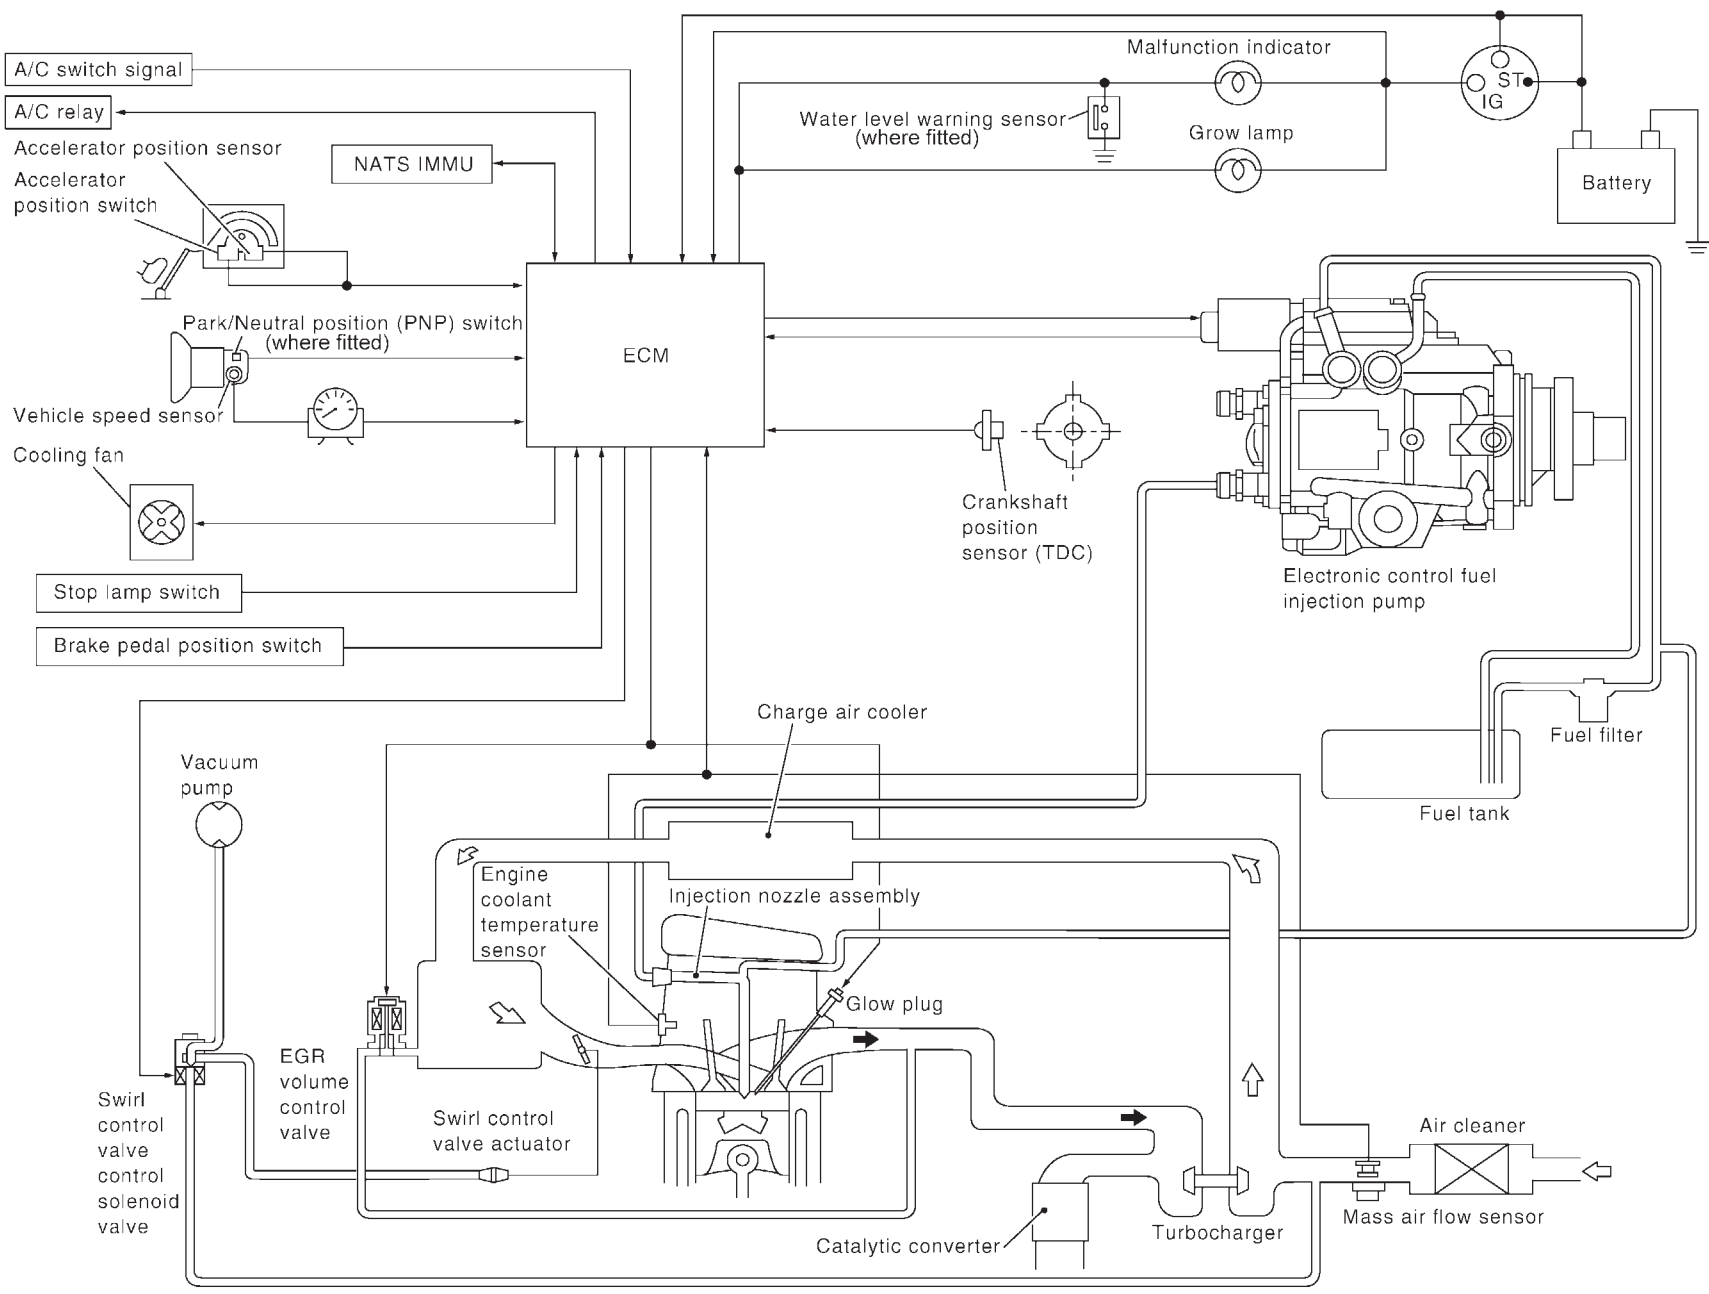 A/C switch signal
A/C relay
Accelerator position sensor
Accelerator
position switch
NATS IMMU
Malfunction indicator
Water level warning sensor
(where fitted)
Grow lamp
ST
IG
Battery
Park/Neutral position (PNP) switch
(where fitted)
ECM
Vehicle speed sensor
Cooling fan
Crankshaft
position
sensor (TDC)
Electronic control fuel
injection pump
Stop lamp switch
Brake pedal position switch
Charge air cooler
Fuel filter
Fuel tank
Vacuum
pump
Engine
coolant
temperature
sensor
Injection nozzle assembly
Glow plug
EGR
volume
control
valve
Swirl
control
valve
control
solenoid
valve
Swirl control
valve actuator
Air cleaner
Mass air flow sensor
Turbocharger
Catalytic converter